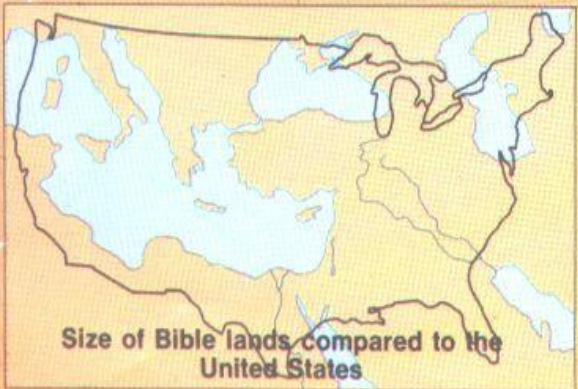 Size of Bible lands compared to the
United States